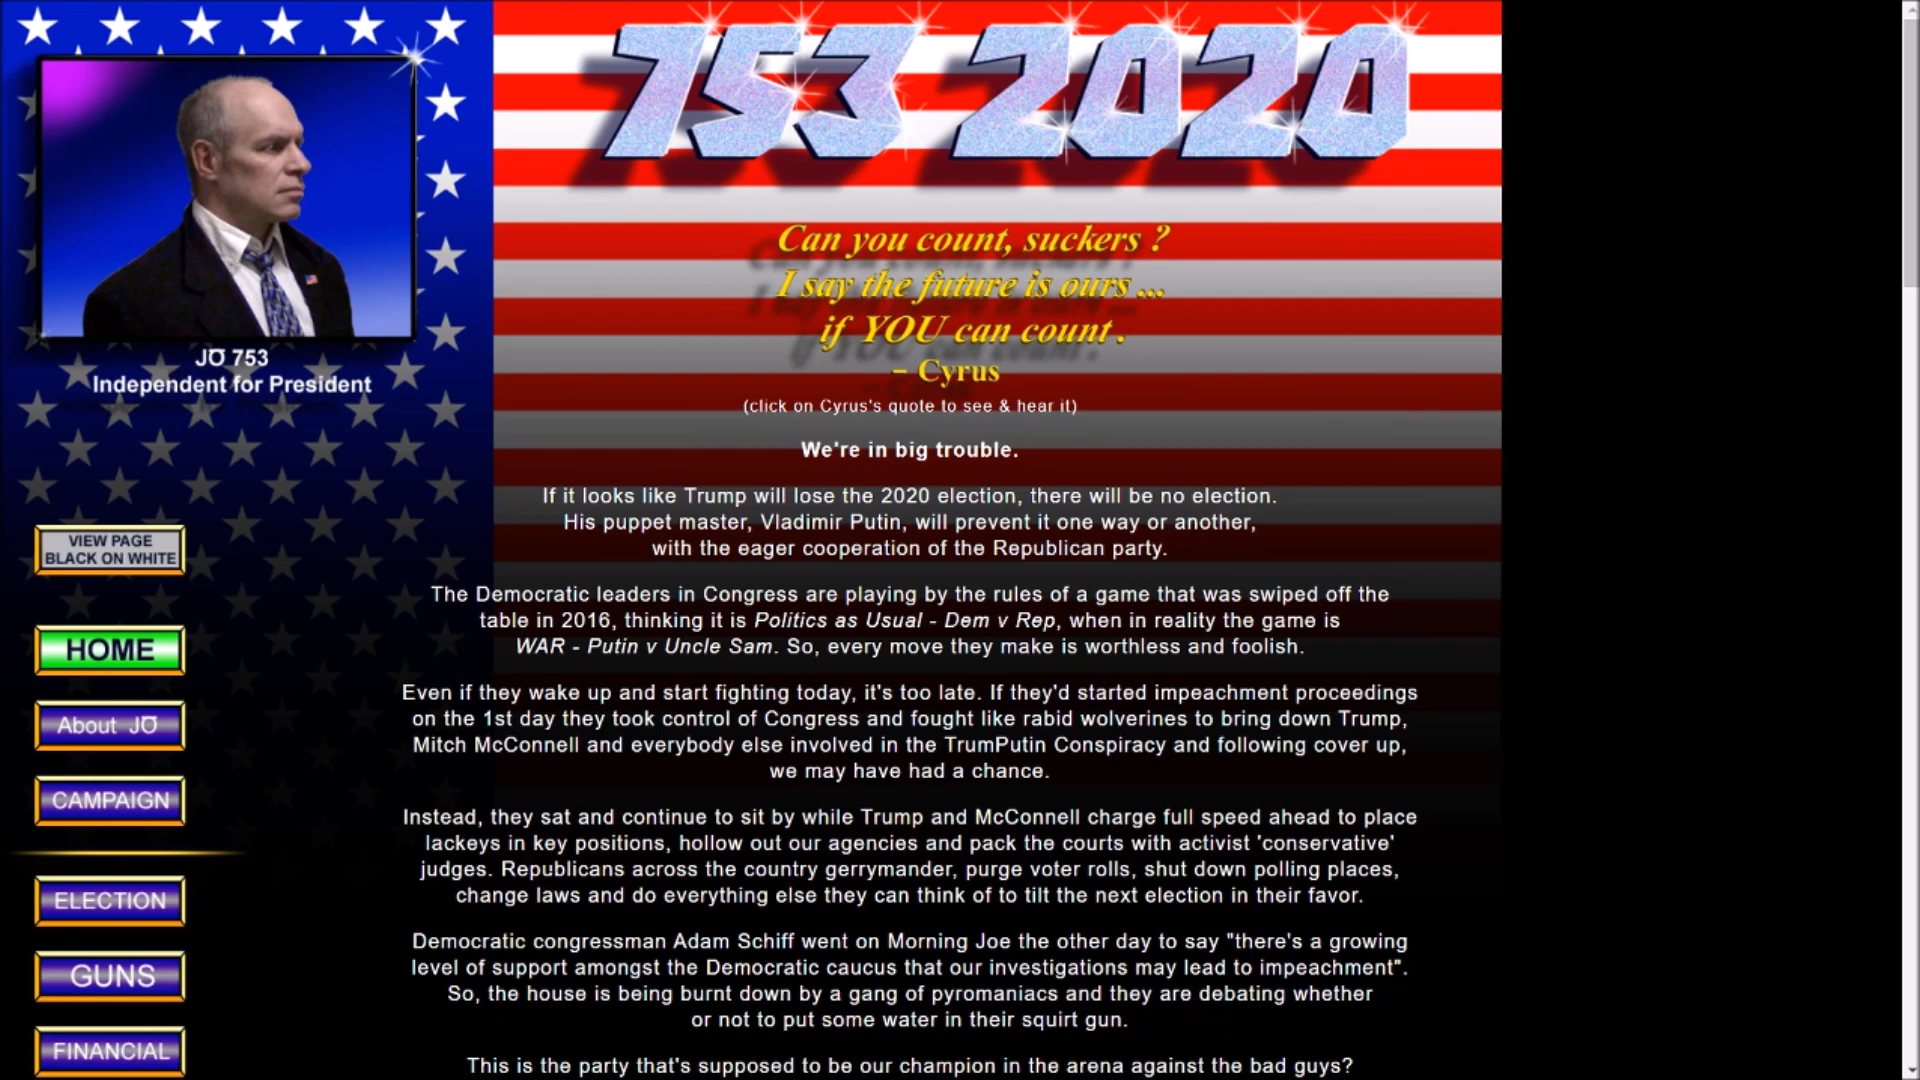 753 2020
JŌ 753
Independent for President
VIEW PAGE
BLACK ON WHITE
HOME
About JŌ
CAMPAIGN
ELECTION
GUNS
FINANCIAL
Can you count, suckers ?
I say the future is ours ...
if YOU can count .
– Cyrus
(click on Cyrus's quote to see & hear it)
We're in big trouble.
If it looks like Trump will lose the 2020 election, there will be no election.
His puppet master, Vladimir Putin, will prevent it one way or another,
with the eager cooperation of the Republican party.
The Democratic leaders in Congress are playing by the rules of a game that was swiped off the
table in 2016, thinking it is Politics as Usual - Dem v Rep, when in reality the game is
WAR - Putin v Uncle Sam. So, every move they make is worthless and foolish.
Even if they wake up and start fighting today, it's too late. If they'd started impeachment proceedings
on the 1st day they took control of Congress and fought like rabid wolverines to bring down Trump,
Mitch McConnell and everybody else involved in the TrumPutin Conspiracy and following cover up,
we may have had a chance.
Instead, they sat and continue to sit by while Trump and McConnell charge full speed ahead to place
lackeys in key positions, hollow out our agencies and pack the courts with activist 'conservative'
judges. Republicans across the country gerrymander, purge voter rolls, shut down polling places,
change laws and do everything else they can think of to tilt the next election in their favor.
Democratic congressman Adam Schiff went on Morning Joe the other day to say "there's a growing
level of support amongst the Democratic caucus that our investigations may lead to impeachment".
So, the house is being burnt down by a gang of pyromaniacs and they are debating whether
or not to put some water in their squirt gun.
This is the party that's supposed to be our champion in the arena against the bad guys?